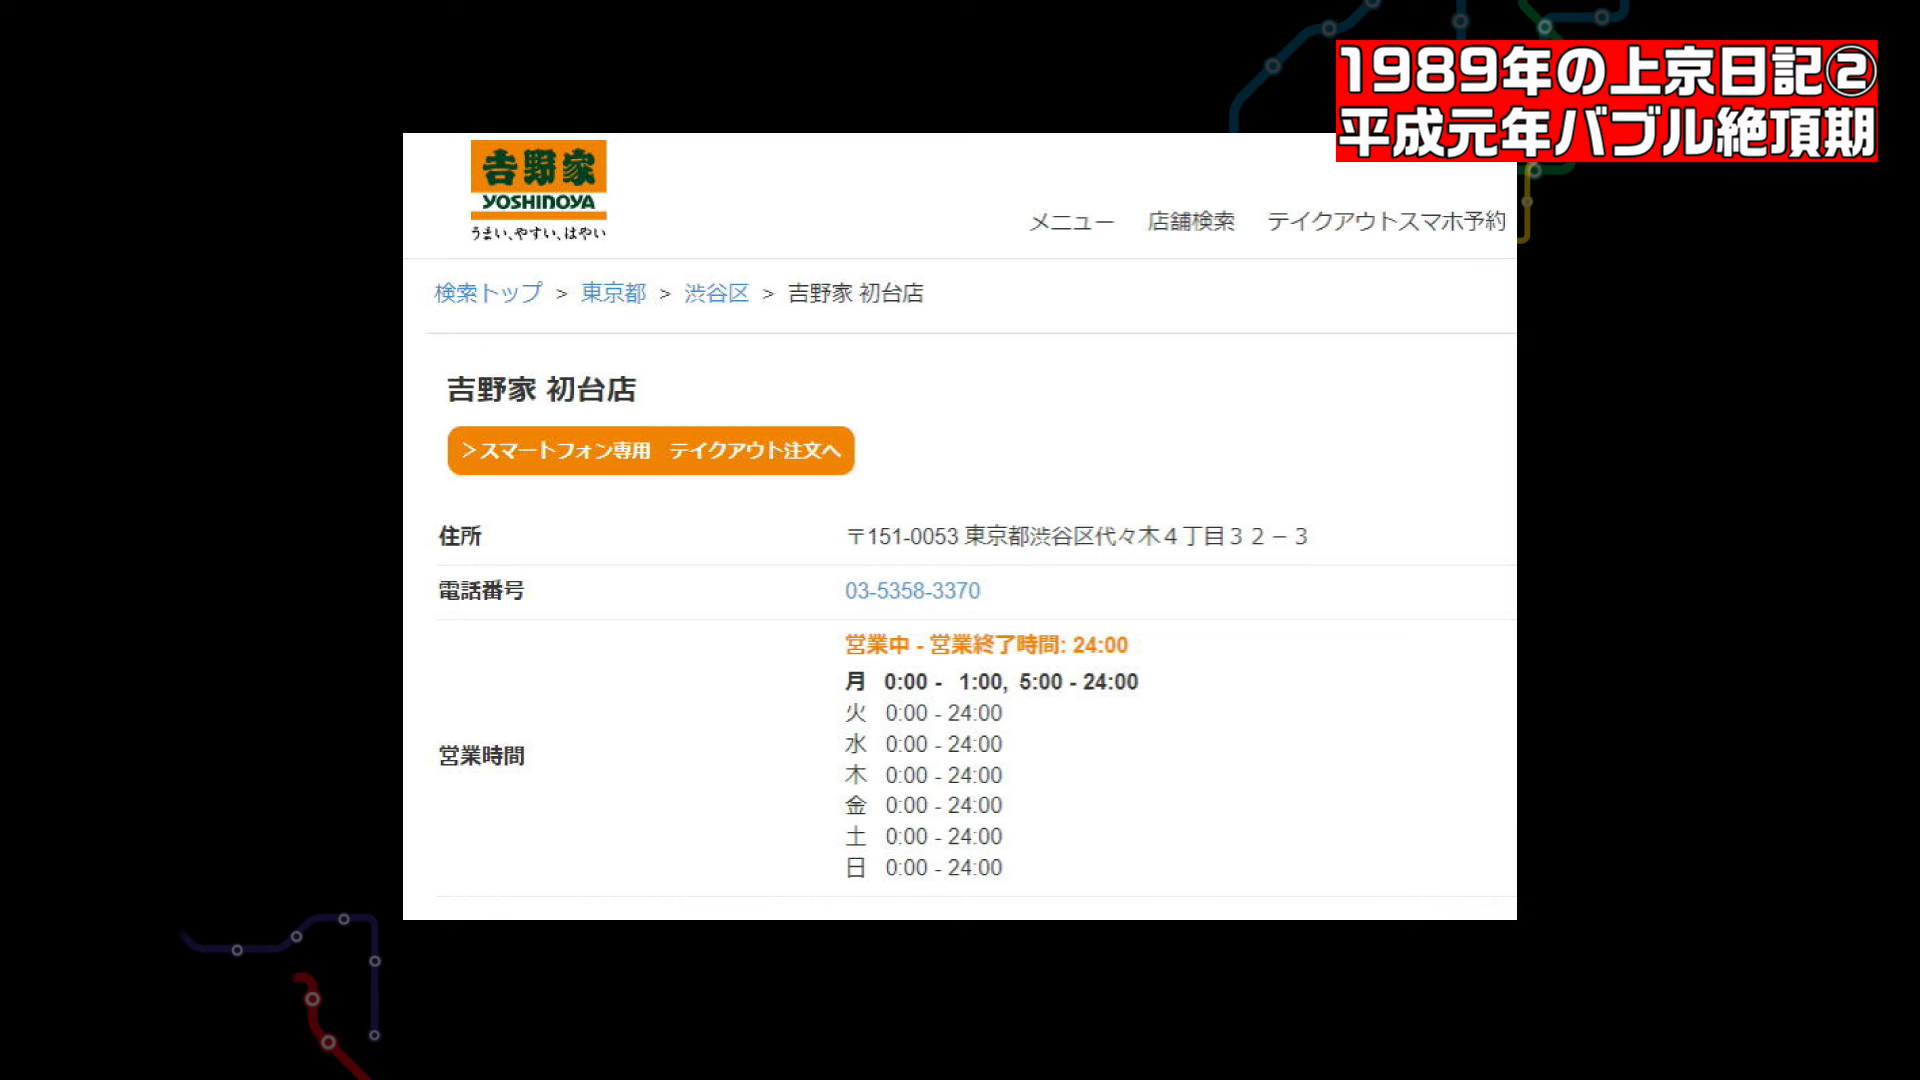 1989年の上京日記②
平成元年バブル絶頂期
吉野家
YOSHINOYA
うまい、やすい、はやい
メニュー 店舗検索 テイクアウトスマホ予約
検索トップ > 東京都 > 渋谷区 > 吉野家 初台店
吉野家 初台店
＞スマートフォン専用　テイクアウト注文へ
住所 〒151-0053 東京都渋谷区代々木４丁目３２－３
電話番号 03-5358-3370
営業中 - 営業終了時間: 24:00
月 0:00 - 1:00, 5:00 - 24:00
火 0:00 - 24:00
水 0:00 - 24:00
営業時間
木 0:00 - 24:00
金 0:00 - 24:00
土 0:00 - 24:00
日 0:00 - 24:00